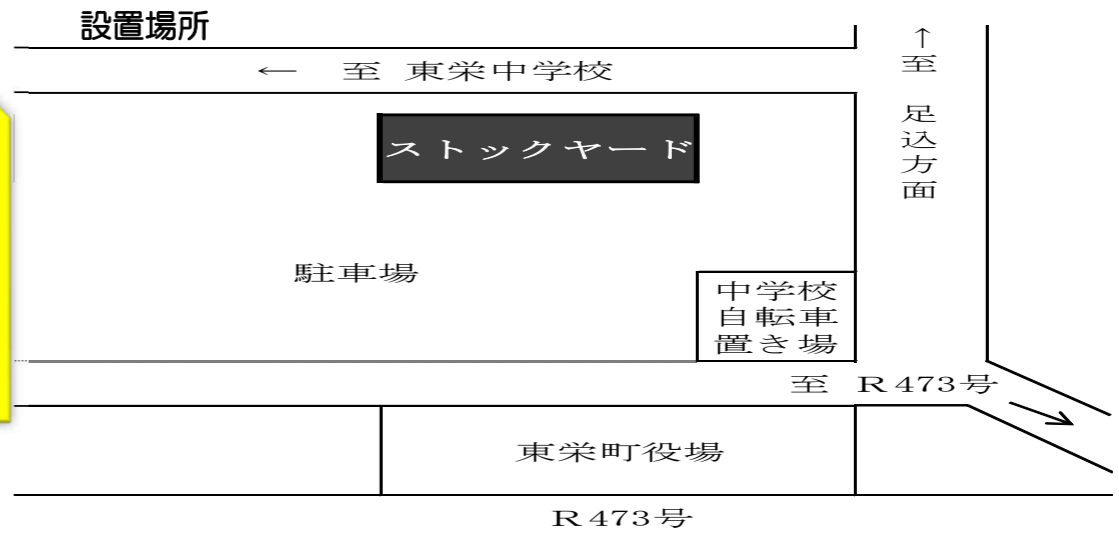 設置場所
← 至 東栄中学校
↑至 足込方面
ストックヤード
駐車場
中学校
自転車
置き場
至 R473号
東栄町役場
R473号